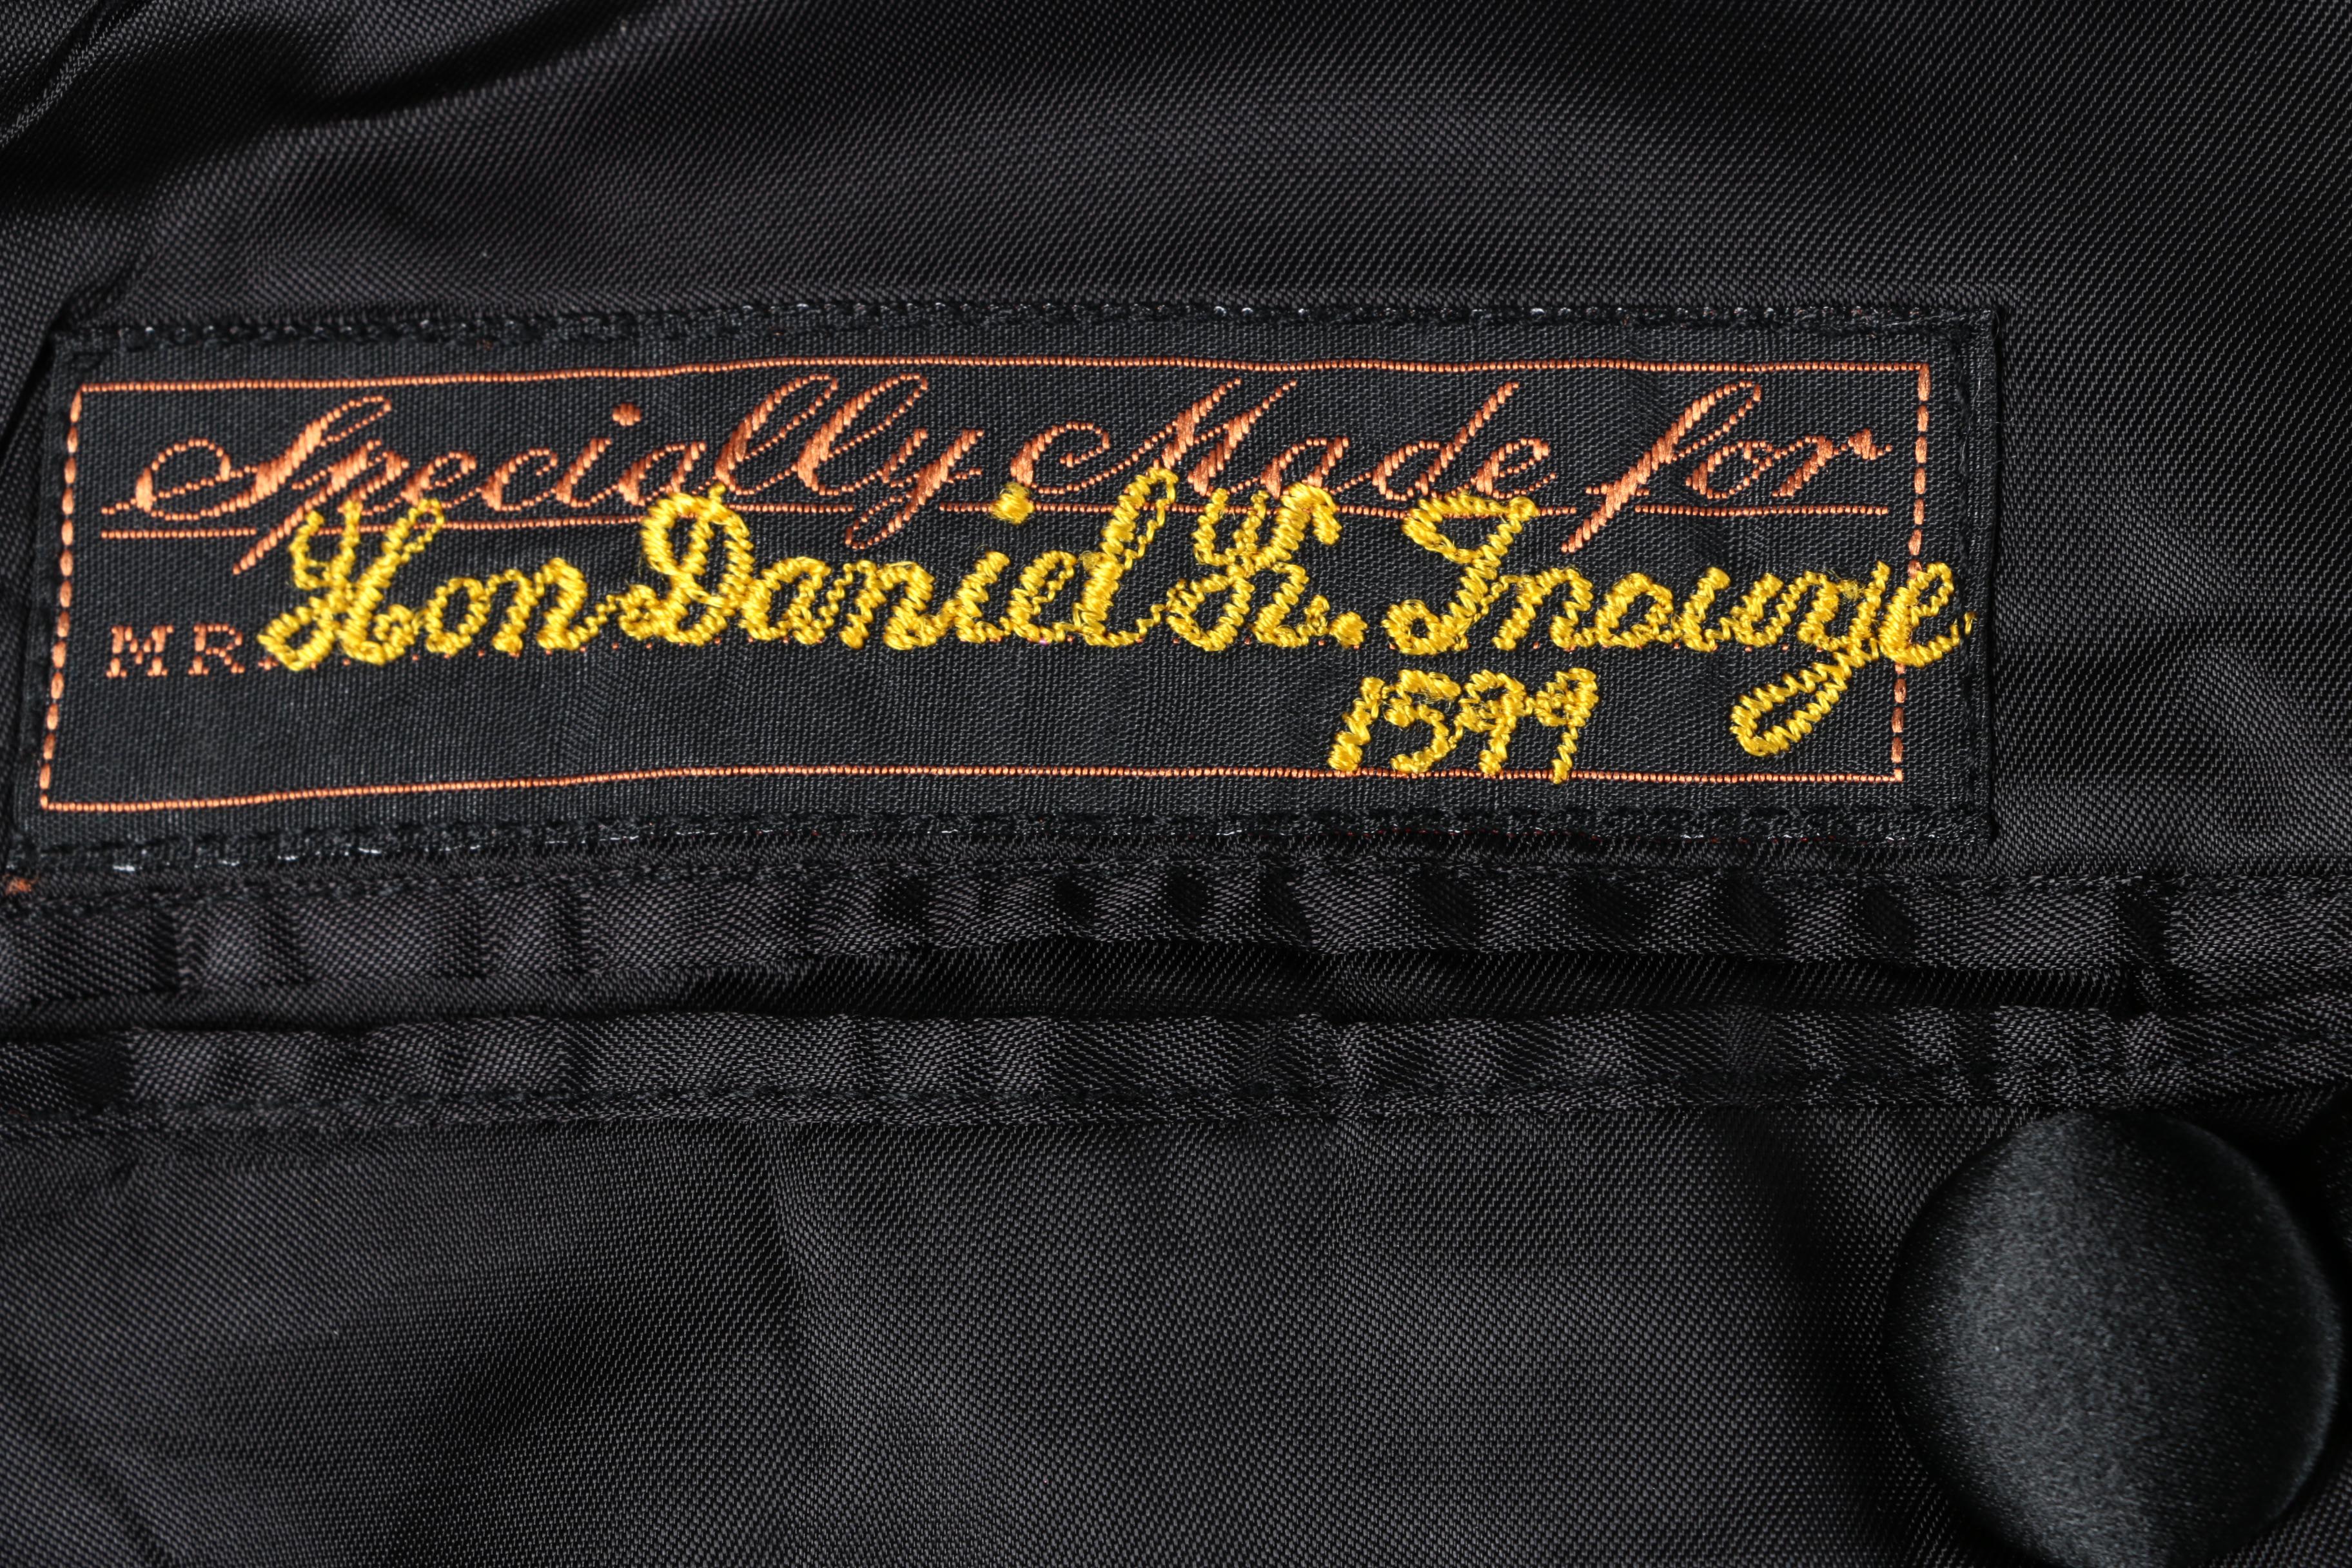 Specially Made for
MR. Hon Daniel K. Inouye
1599